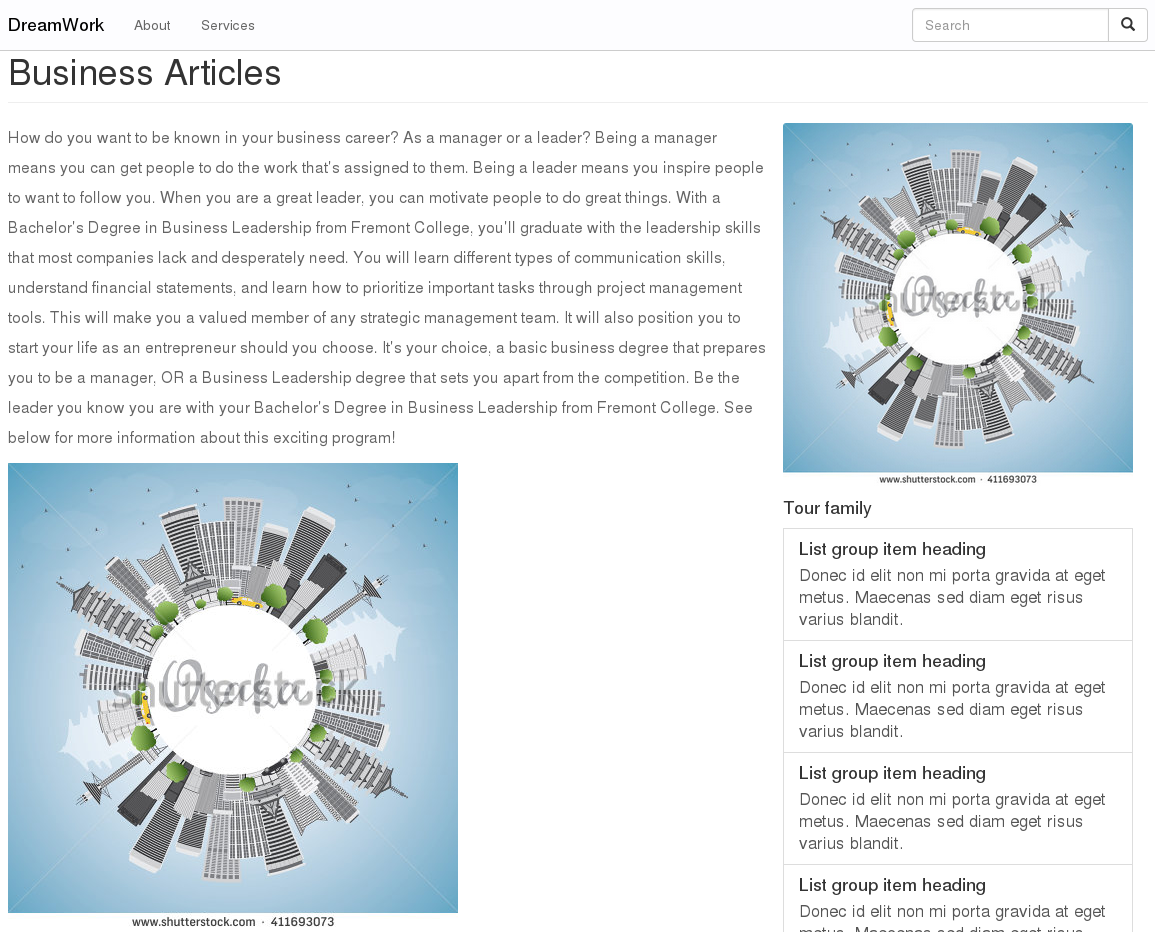 DreamWork
About
Services
Search
Business Articles
How do you want to be known in your business career? As a manager or a leader? Being a manager
means you can get people to do the work that's assigned to them. Being a leader means you inspire people
to want to follow you. When you are a great leader, you can motivate people to do great things. With a
Bachelor's Degree in Business Leadership from Fremont College, you'll graduate with the leadership skills
that most companies lack and desperately need. You will learn different types of communication skills,
understand financial statements, and learn how to prioritize important tasks through project management
tools. This will make you a valued member of any strategic management team. It will also position you to
start your life as an entrepreneur should you choose. It's your choice, a basic business degree that prepares
you to be a manager, OR a Business Leadership degree that sets you apart from the competition. Be the
leader you know you are with your Bachelor's Degree in Business Leadership from Fremont College. See
below for more information about this exciting program!
Osaka
shutterstock
www.shutterstock.com · 411693073
Osaka
shutterstock
www.shutterstock.com · 411693073
Tour family
List group item heading
Donec id elit non mi porta gravida at eget
metus. Maecenas sed diam eget risus
varius blandit.
List group item heading
Donec id elit non mi porta gravida at eget
metus. Maecenas sed diam eget risus
varius blandit.
List group item heading
Donec id elit non mi porta gravida at eget
metus. Maecenas sed diam eget risus
varius blandit.
List group item heading
Donec id elit non mi porta gravida at eget
metus. Maecenas sed diam eget risus